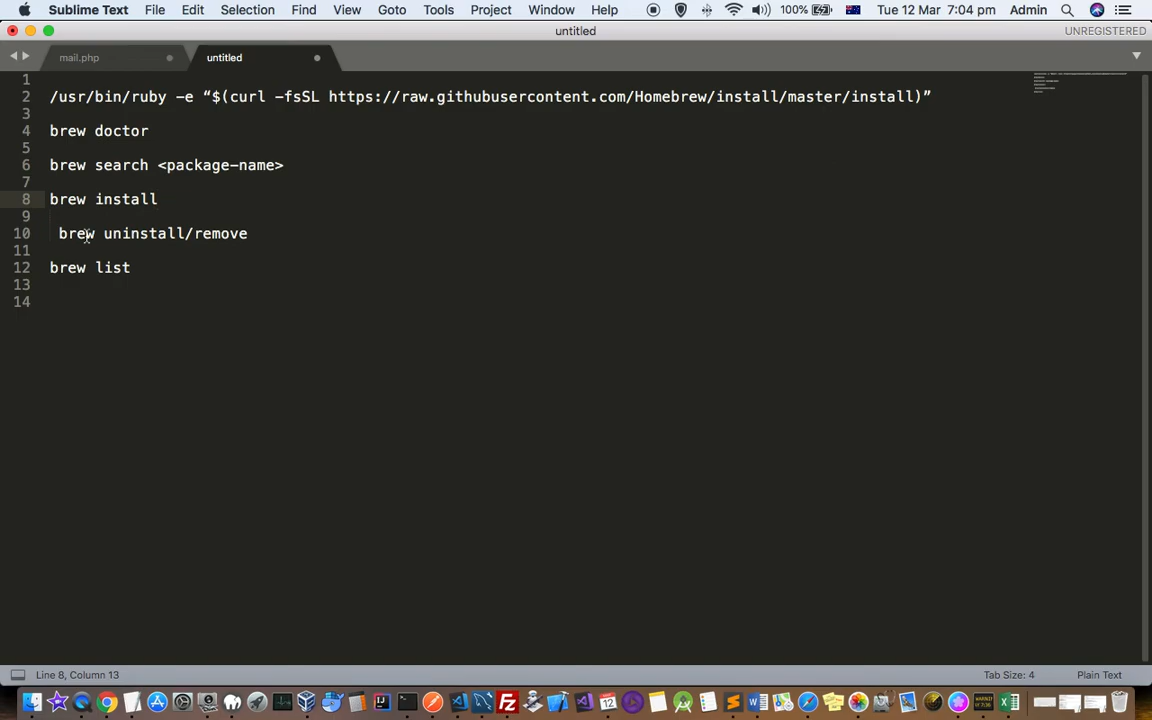 Sublime Text File Edit Selection Find View Goto Tools Project Window Help 100% Tue 12 Mar 7:04 pm Admin
untitled UNREGISTERED
mail.php untitled
1
2 /usr/bin/ruby -e “$(curl -fsSL https://raw.githubusercontent.com/Homebrew/install/master/install)”
3
4 brew doctor
5
6 brew search <package-name>
7
8 brew install
9
10 brew uninstall/remove
11
12 brew list
13
14
Line 8, Column 13 Tab Size: 4 Plain Text